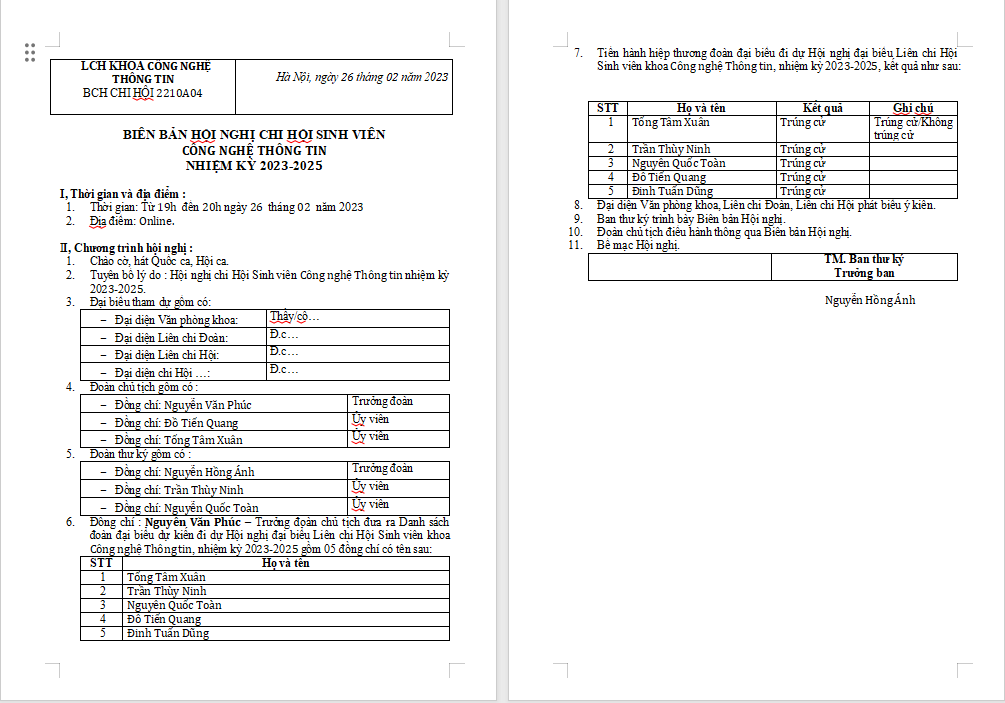 LCH KHOA CÔNG NGHỆ
THÔNG TIN
BCH CHI HỘI 2210A04
Hà Nội, ngày 26 tháng 02 năm 2023
BIÊN BẢN HỘI NGHỊ CHI HỘI SINH VIÊN
CÔNG NGHỆ THÔNG TIN
NHIỆM KỲ 2023-2025
I, Thời gian và địa điểm :
1. Thời gian: Từ 19h đến 20h ngày 26 tháng 02 năm 2023
2. Địa điểm: Online.
II, Chương trình hội nghị :
1. Chào cờ, hát Quốc ca, Hội ca.
2. Tuyên bố lý do : Hội nghị chi Hội Sinh viên Công nghệ Thông tin nhiệm kỳ
2023-2025.
3. Đại biểu tham dự gồm có:
– Đại diện Văn phòng khoa: Thầy/cô…
– Đại diện Liên chi Đoàn: Đ.c…
– Đại diện Liên chi Hội: Đ.c…
– Đại diện chi Hội …: Đ.c…
4. Đoàn chủ tịch gồm có :
– Đồng chí: Nguyễn Văn Phúc Trưởng đoàn
– Đồng chí: Đỗ Tiến Quang Ủy viên
– Đồng chí: Tống Tâm Xuân Ủy viên
5. Đoàn thư ký gồm có :
– Đồng chí: Nguyễn Hồng Ánh Trưởng đoàn
– Đồng chí: Trần Thùy Ninh Ủy viên
– Đồng chí: Nguyễn Quốc Toàn Ủy viên
6. Đồng chí : Nguyễn Văn Phúc – Trưởng đoàn chủ tịch đưa ra Danh sách
đoàn đại biểu dự kiến đi dự Hội nghị đại biểu Liên chi Hội Sinh viên khoa
Công nghệ Thông tin, nhiệm kỳ 2023-2025 gồm 05 đồng chí có tên sau:
STT Họ và tên
1 Tống Tâm Xuân
2 Trần Thùy Ninh
3 Nguyễn Quốc Toàn
4 Đỗ Tiến Quang
5 Đinh Tuấn Dũng
7. Tiến hành hiệp thương đoàn đại biểu đi dự Hội nghị đại biểu Liên chi Hội
Sinh viên khoa Công nghệ Thông tin, nhiệm kỳ 2023-2025, kết quả như sau:
STT Họ và tên Kết quả Ghi chú
1 Tống Tâm Xuân Trúng cử Trúng cử/Không
trúng cử
2 Trần Thùy Ninh Trúng cử
3 Nguyễn Quốc Toàn Trúng cử
4 Đỗ Tiến Quang Trúng cử
5 Đinh Tuấn Dũng Trúng cử
8. Đại diện Văn phòng khoa, Liên chi Đoàn, Liên chi Hội phát biểu ý kiến.
9. Ban thư ký trình bày Biên bản Hội nghị.
10. Đoàn chủ tịch điều hành thông qua Biên bản Hội nghị.
11. Bế mạc Hội nghị.
TM. Ban thư ký
Trưởng ban
Nguyễn Hồng Ánh